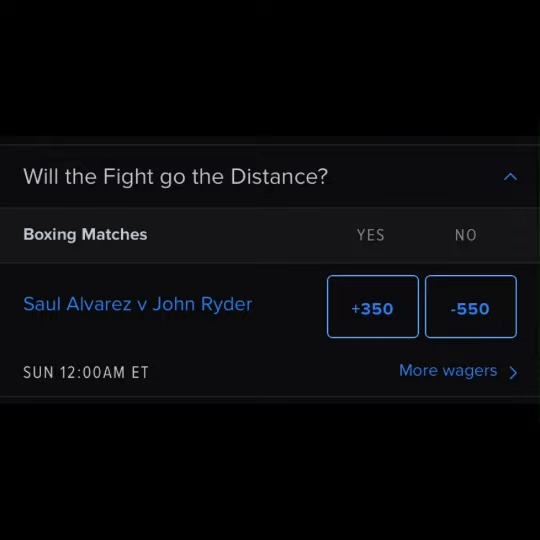 Will the Fight go the Distance?
Boxing Matches YES NO
Saul Alvarez v John Ryder +350 -550
SUN 12:00AM ET More wagers